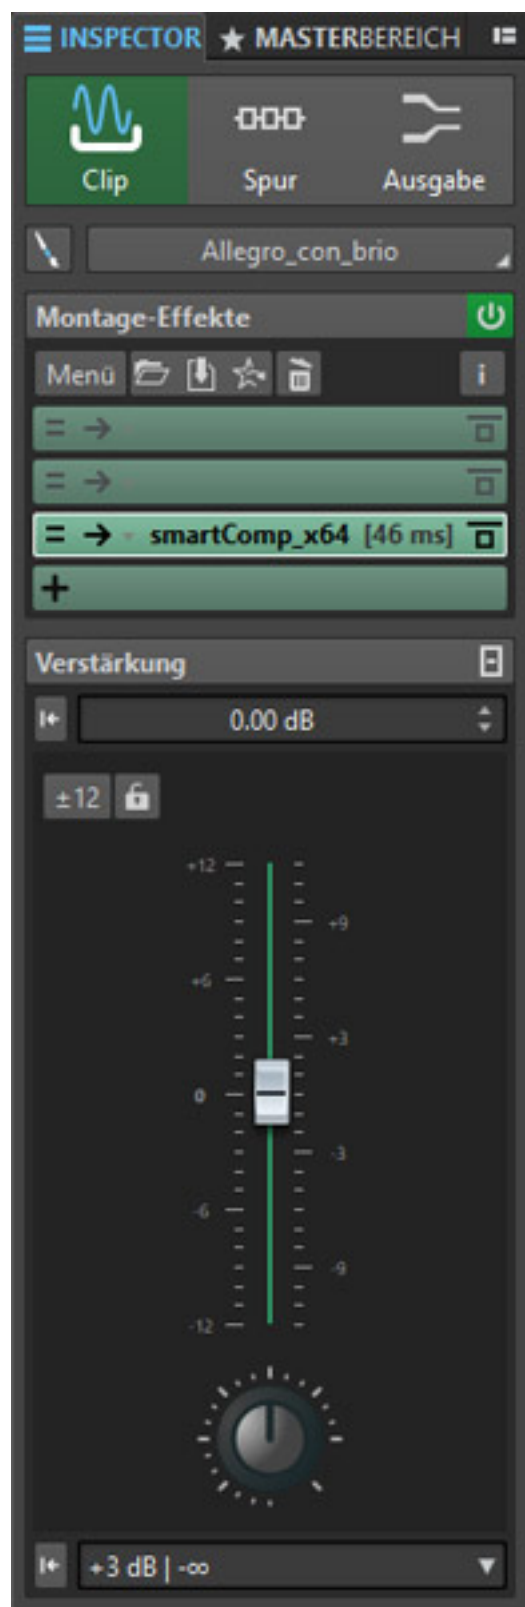 INSPECTOR MASTERBEREICH
Clip Spur Ausgabe
Allegro_con_brio
Montage-Effekte
Menü i
smartComp_x64 [46 ms]
Verstärkung
0.00 dB
±12
+12
+9
+6
+3
0
-3
-6
-9
-12
+3 dB | -∞